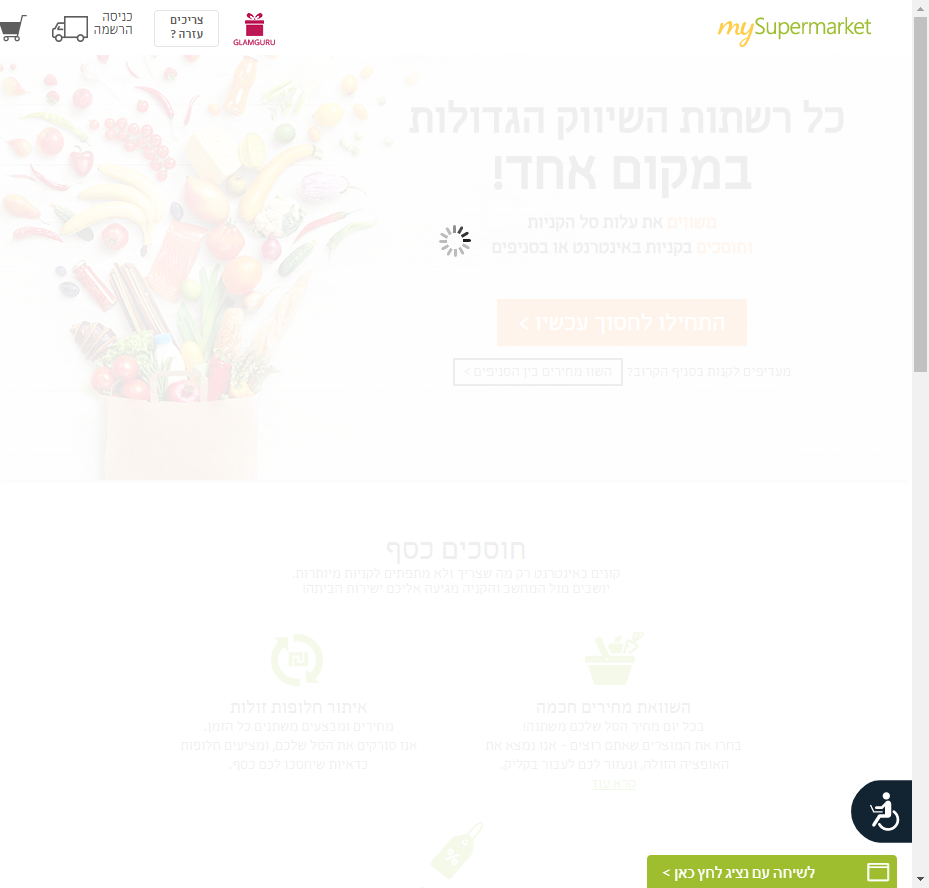 mySupermarket
GLAMGURU
צריכים
עזרה ?
כניסה
הרשמה
כל רשתות השיווק הגדולות
במקום אחד!
משווים את עלות סל הקניות
וחוסכים בקניות באינטרנט או בסניפים
התחילו לחסוך עכשיו >
מעדיפים לקנות בסניף הקרוב? השוו מחירים בין הסניפים >
חוסכים כסף
קונים באינטרנט רק מה שצריך ולא מתפתים לקניות מיותרות.
יושבים מול המחשב והקניה מגיעה אליכם ישירות הביתה!
השוואת מחירים חכמה
בכל יום מחיר הסל שלכם משתנה!
בחרו את המוצרים שאתם רוצים - אנו נמצא את
האופציה הזולה, ונעזור לכם לעבור בקליק.
קרא עוד
איתור חלופות זולות
מחירים ומבצעים משתנים כל הזמן.
אנו סורקים את הסל שלכם, ומציעים חלופות
כדאיות שיחסכו לכם כסף.
%
לשיחה עם נציג לחץ כאן >